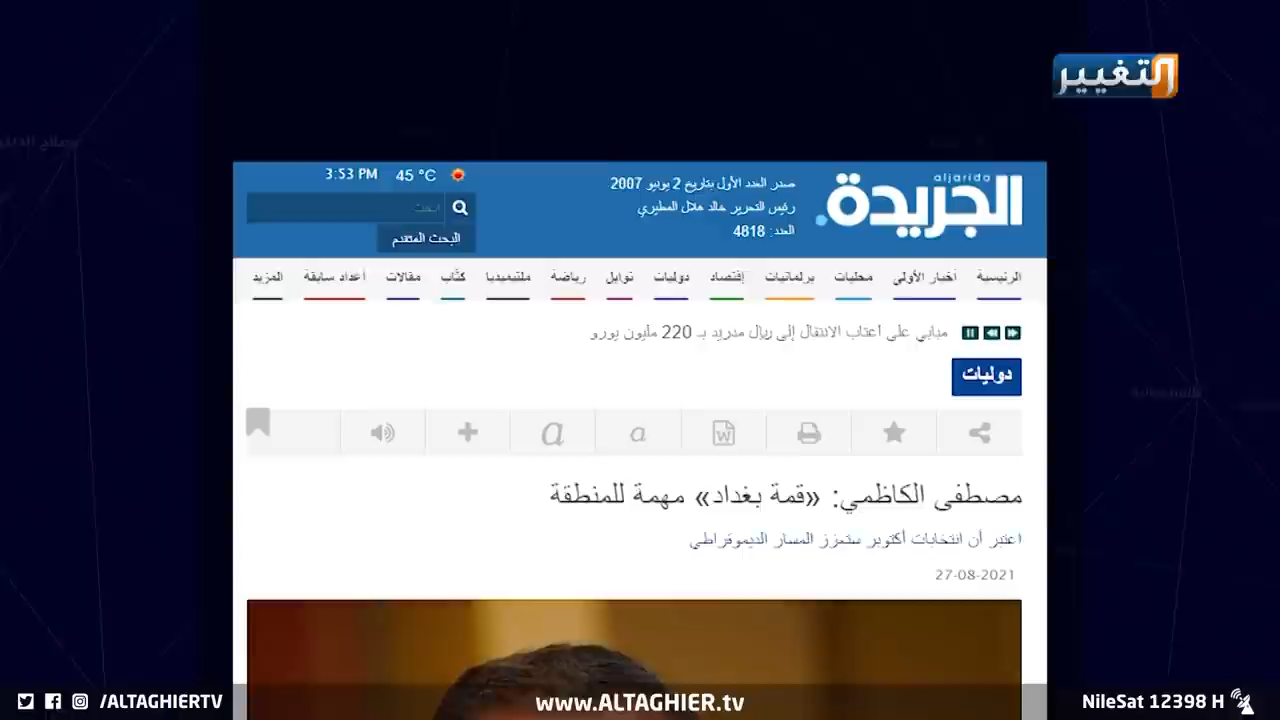 التغيير
aljarida
الجريدة
صدر العدد الأول بتاريخ 2 يونيو 2007
رئيس التحرير خالد هلال المطيري
العدد: 4818
3:53 PM 45 °C
ابحث
البحث المتقدم
الرئيسية أخبار الأولى محليات برلمانيات إقتصاد دوليات توابل رياضة ملتيميديا كتَّاب مقالات أعداد سابقة المزيد
مبابي على أعتاب الانتقال إلى ريال مدريد بـ 220 مليون يورو
دوليات
a a W
مصطفى الكاظمي: «قمة بغداد» مهمة للمنطقة
اعتبر أن انتخابات أكتوبر ستعزز المسار الديموقراطي
27-08-2021
/ALTAGHIERTV www.ALTAGHIER.tv NileSat 12398 H